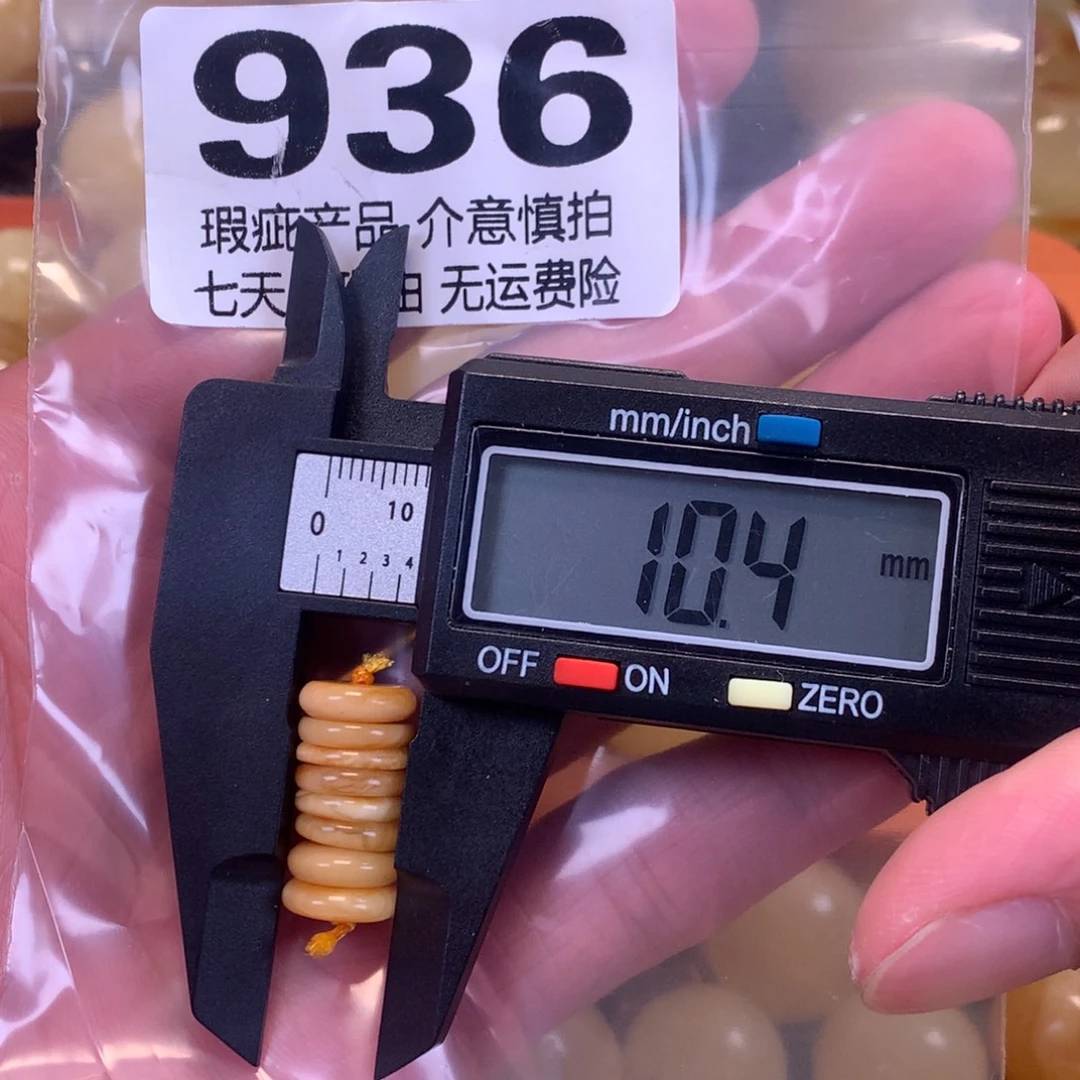 936
瑕疵产品 介意慎拍
七天 由 无运费险
mm/inch
0 10
1 2 3 4
10.4 mm
OFF ON ZERO